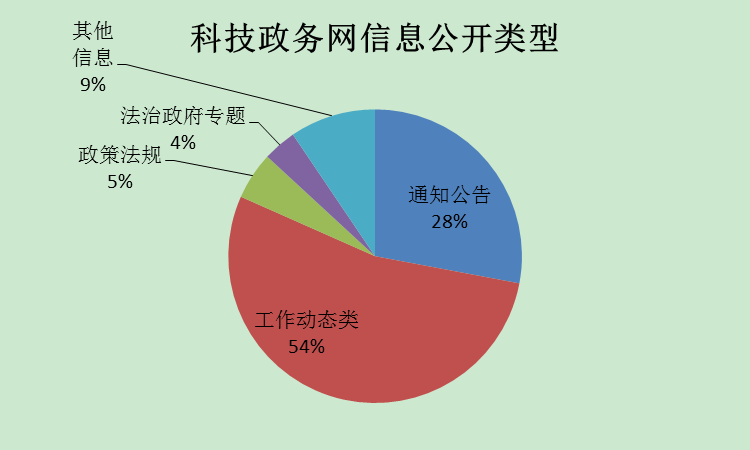 科技政务网信息公开类型
其他
信息
9%
法治政府专题
4%
政策法规
5%
通知公告
28%
工作动态类
54%